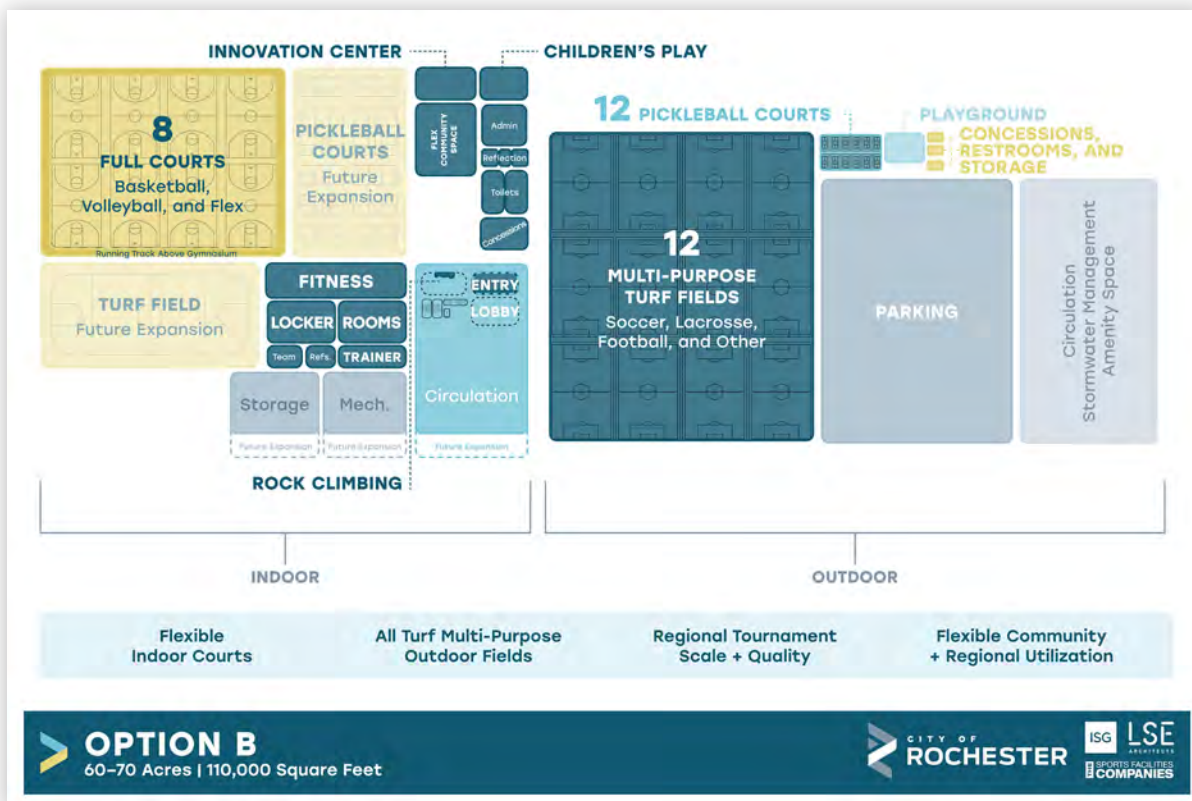 INNOVATION CENTER
CHILDREN'S PLAY
8
FULL COURTS
Basketball,
Volleyball, and Flex
Running Track Above Gymnasium
PICKLEBALL
COURTS
Future
Expansion
FLEX
COMMUNITY
SPACE
Admin
Reflection
Toilets
Concessions
TURF FIELD
Future Expansion
FITNESS
LOCKER ROOMS
Team
Refs.
TRAINER
Storage
Mech.
Future Expansion
Future Expansion
ENTRY
LOBBY
Circulation
Future Expansion
ROCK CLIMBING
12 PICKLEBALL COURTS
PLAYGROUND
CONCESSIONS,
RESTROOMS, AND
STORAGE
12
MULTI-PURPOSE
TURF FIELDS
Soccer, Lacrosse,
Football, and Other
PARKING
Circulation
Stormwater Management
Amenity Space
INDOOR
OUTDOOR
Flexible
Indoor Courts
All Turf Multi-Purpose
Outdoor Fields
Regional Tournament
Scale + Quality
Flexible Community
+ Regional Utilization
OPTION B
60–70 Acres | 110,000 Square Feet
CITY OF
ROCHESTER
ISG
LSE
ARCHITECTS
THE
SPORTS FACILITIES
COMPANIES